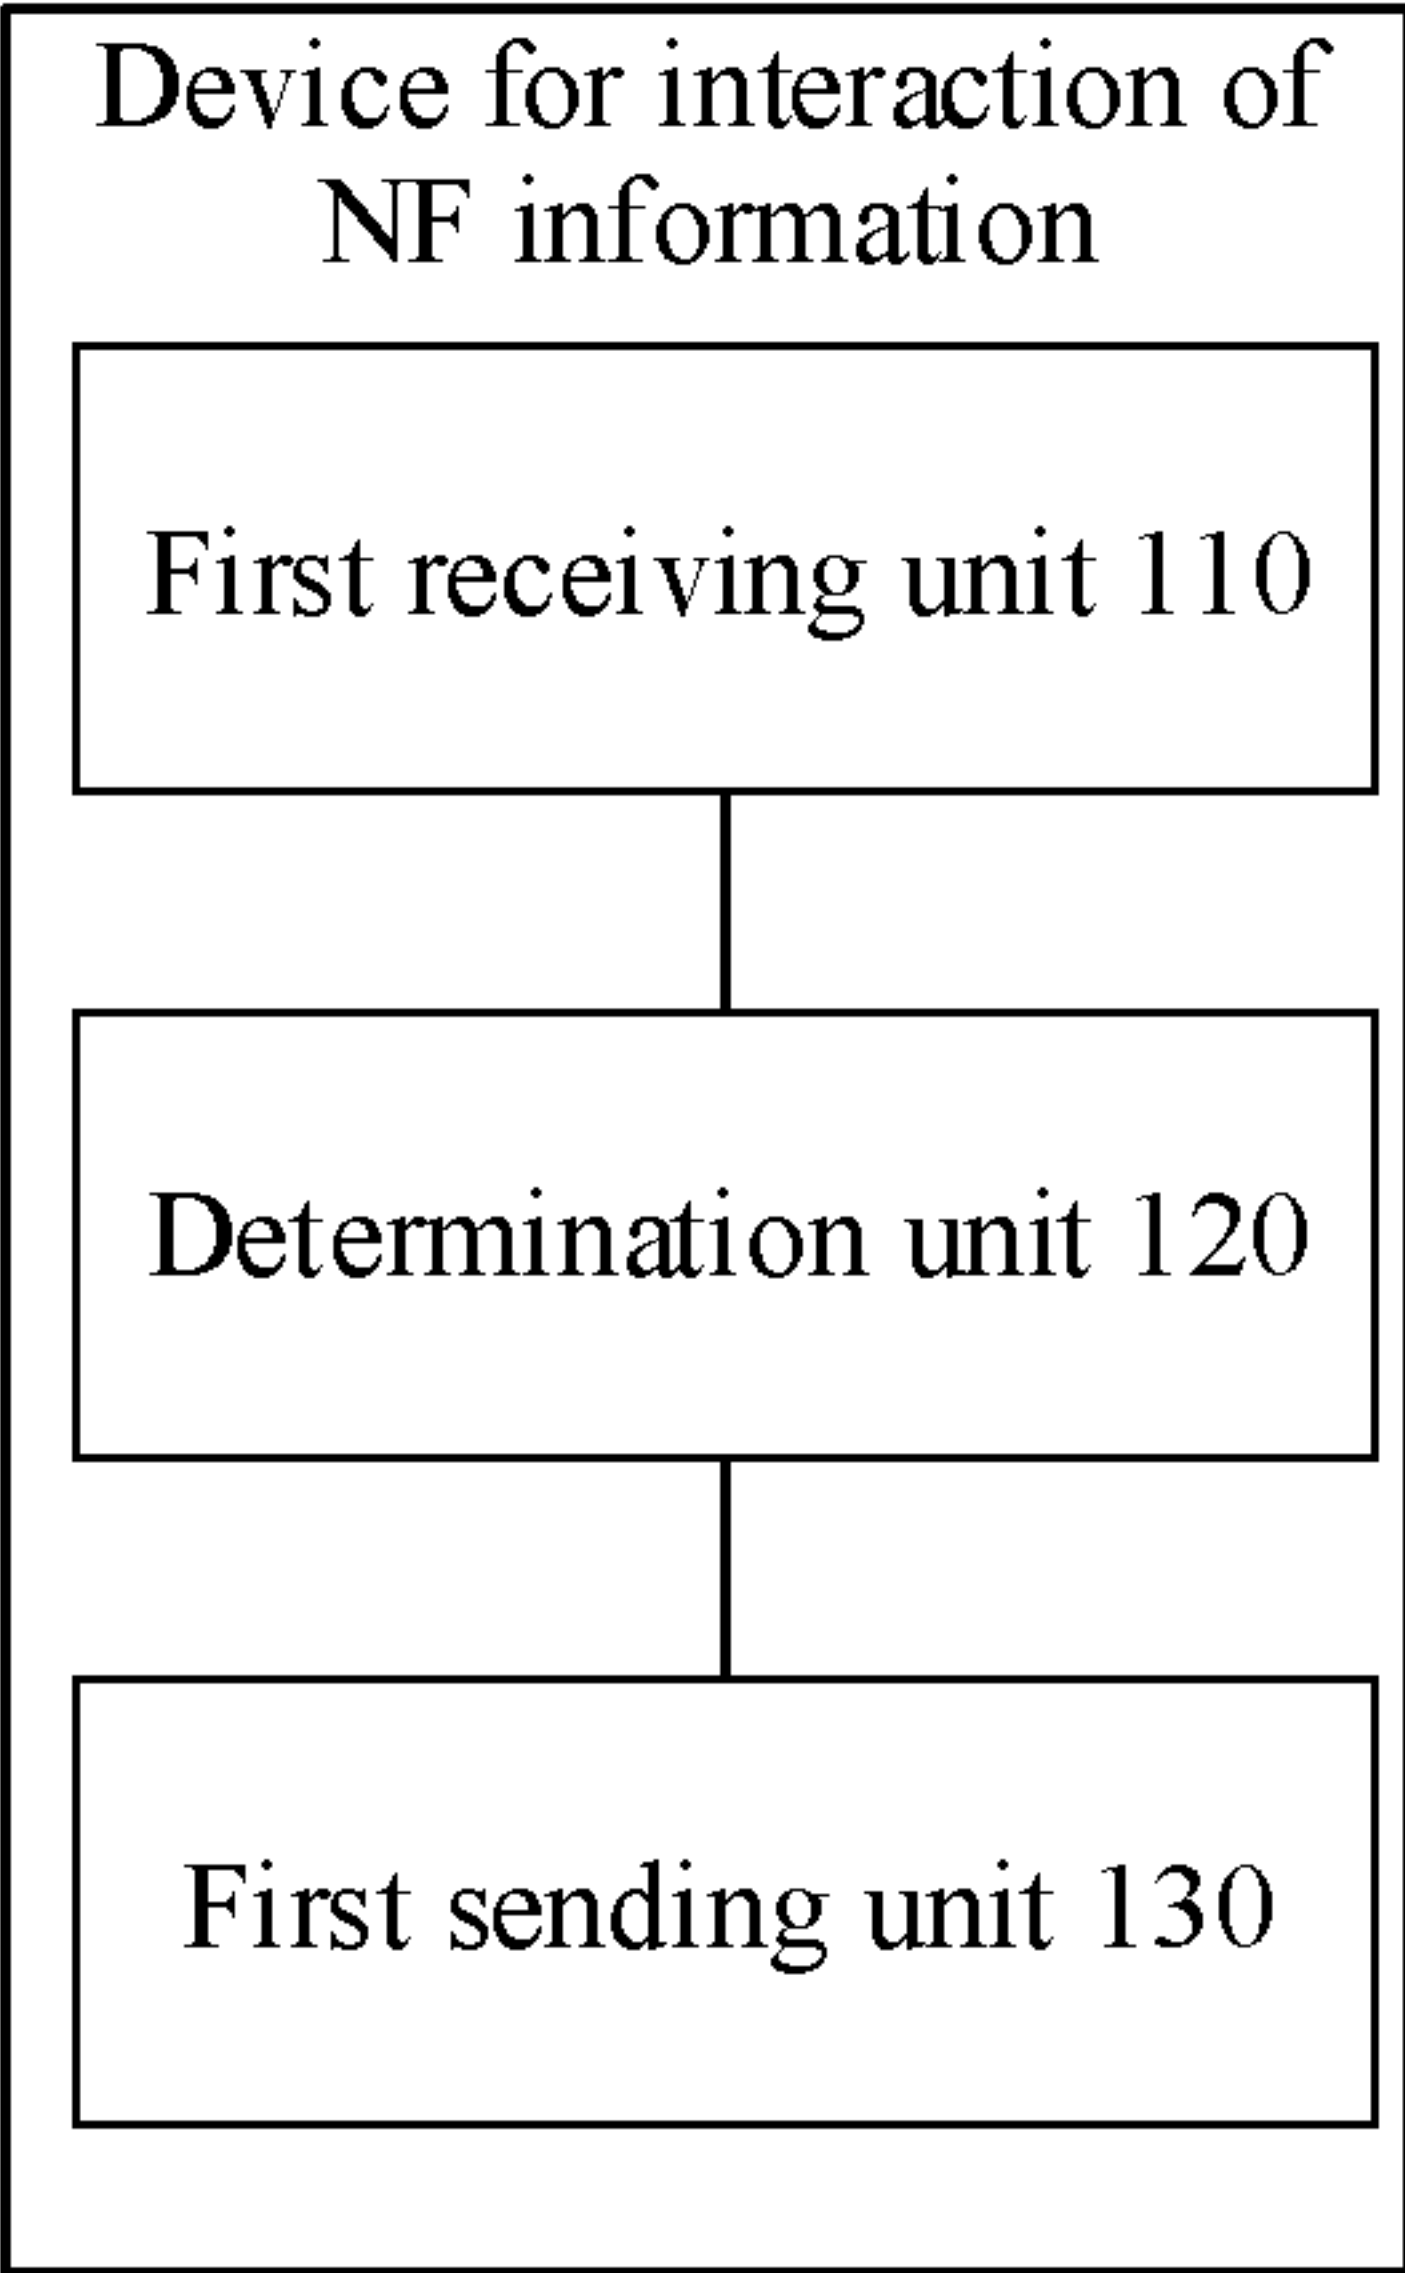 Device for interaction of
NF information
First receiving unit 110
Determination unit 120
First sending unit 130